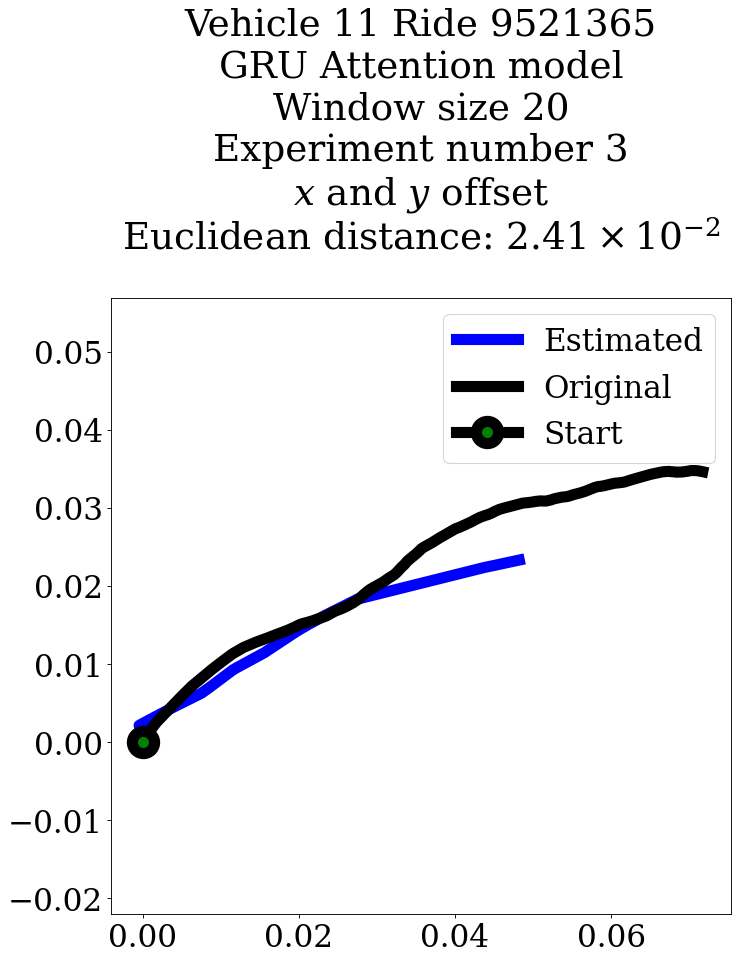 Vehicle 11 Ride 9521365
GRU Attention model
Window size 20
Experiment number 3
x and y offset
Euclidean distance: 2.41 × 10⁻²
Estimated
Original
Start
0.05
0.04
0.03
0.02
0.01
0.00
−0.01
−0.02
0.00 0.02 0.04 0.06